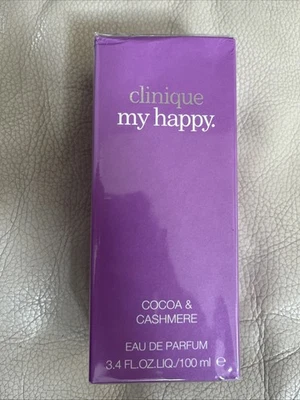 clinique
my happy.
COCOA &
CASHMERE
EAU DE PARFUM
3.4 FL.OZ.LIQ./100 ml ℮